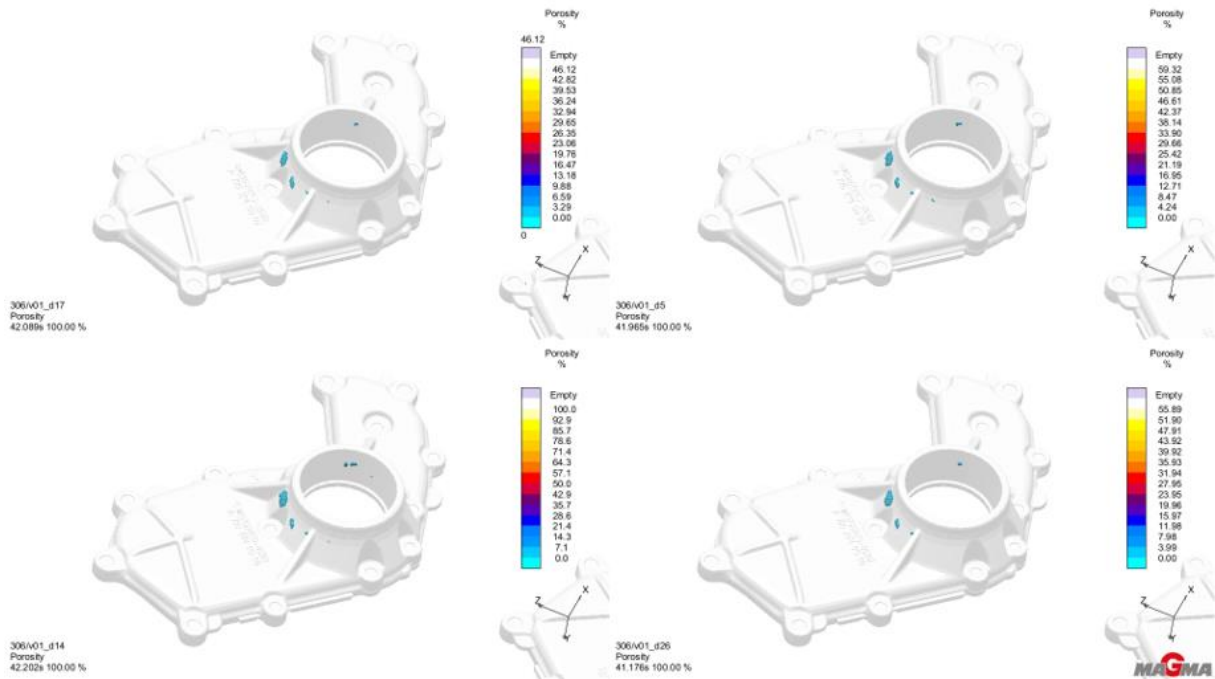 Porosity
%
46.12
Empty
46.12
42.82
39.53
36.24
32.94
29.65
26.35
23.06
19.76
16.47
13.18
9.88
6.59
3.29
0.00
0
X
Z
Y
306/v01_d17
Porosity
42.089s 100.00 %
Porosity
%
Empty
59.32
55.08
50.85
46.61
42.37
38.14
33.90
29.66
25.42
21.19
16.95
12.71
8.47
4.24
0.00
X
Z
Y
306/v01_d5
Porosity
41.965s 100.00 %
Porosity
%
Empty
100.0
92.9
85.7
78.6
71.4
64.3
57.1
50.0
42.9
35.7
28.6
21.4
14.3
7.1
0.0
X
Z
Y
306/v01_d14
Porosity
42.202s 100.00 %
Porosity
%
Empty
55.89
51.90
47.91
43.92
39.92
35.93
31.94
27.95
23.95
19.96
15.97
11.98
7.98
3.99
0.00
X
Z
Y
306/v01_d26
Porosity
41.176s 100.00 %
MAGMA